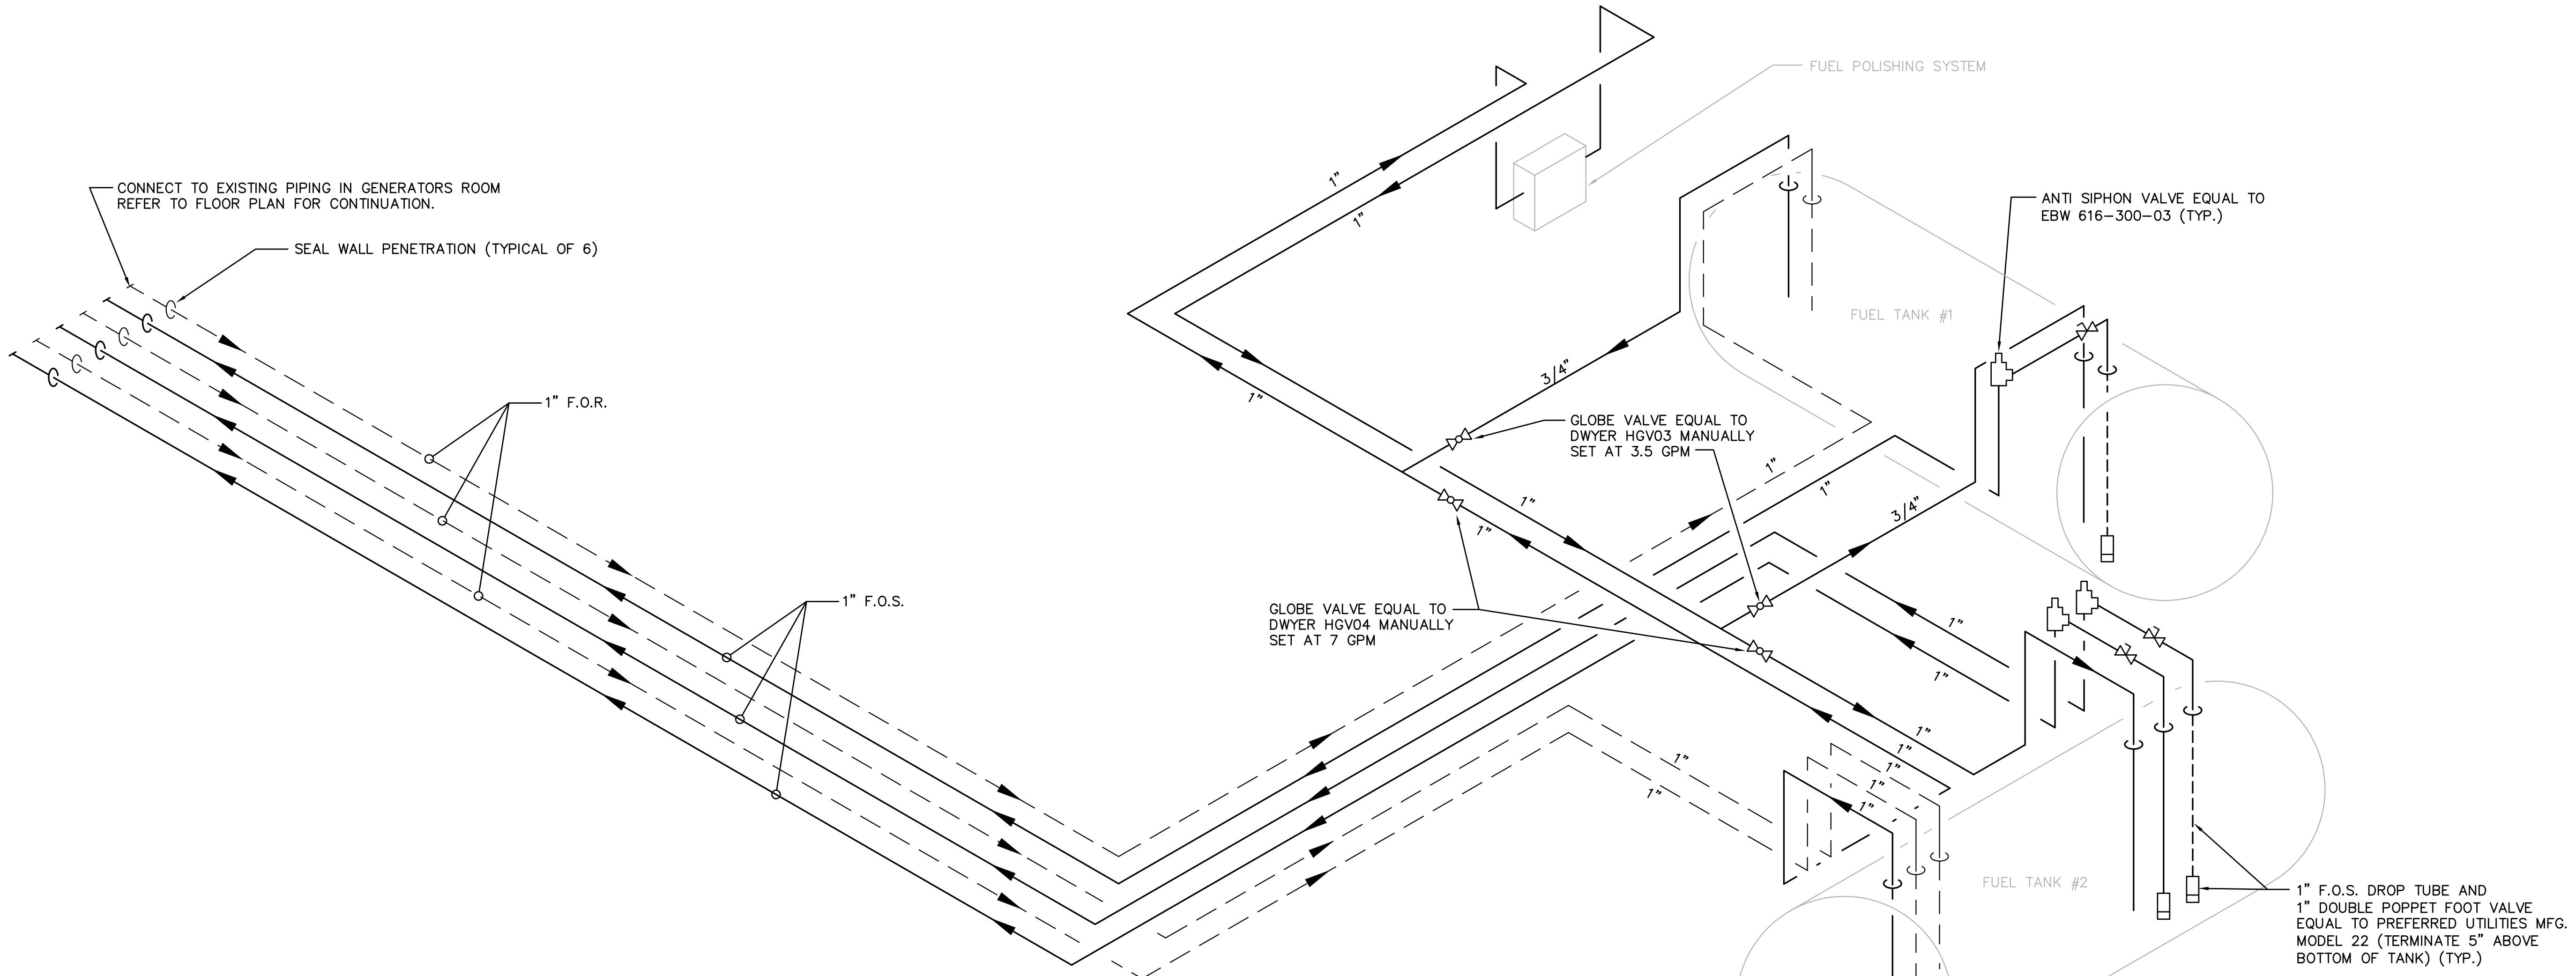 FUEL POLISHING SYSTEM
CONNECT TO EXISTING PIPING IN GENERATORS ROOM
REFER TO FLOOR PLAN FOR CONTINUATION.
SEAL WALL PENETRATION (TYPICAL OF 6)
1"
1"
ANTI SIPHON VALVE EQUAL TO
EBW 616-300-03 (TYP.)
FUEL TANK #1
3/4"
1"
1" F.O.R.
GLOBE VALVE EQUAL TO
DWYER HGV03 MANUALLY
SET AT 3.5 GPM
1"
1"
1"
1"
3/4"
1" F.O.S.
GLOBE VALVE EQUAL TO
DWYER HGV04 MANUALLY
SET AT 7 GPM
1"
1"
1"
1"
1"
1"
1"
1"
1"
FUEL TANK #2
1" F.O.S. DROP TUBE AND
1" DOUBLE POPPET FOOT VALVE
EQUAL TO PREFERRED UTILITIES MFG.
MODEL 22 (TERMINATE 5" ABOVE
BOTTOM OF TANK) (TYP.)